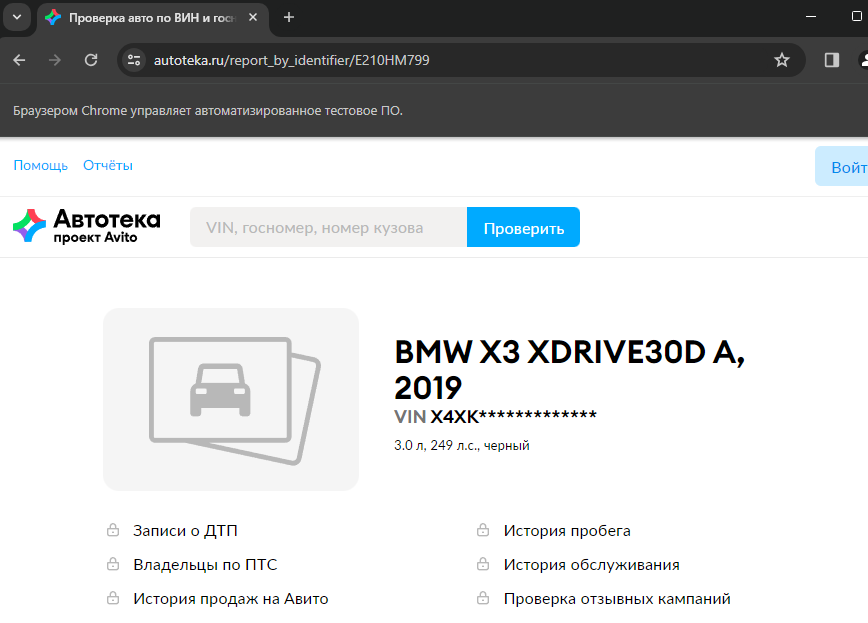 Проверка авто по ВИН и госн
autoteka.ru/report_by_identifier/E210HM799
Браузером Chrome управляет автоматизированное тестовое ПО.
Помощь Отчёты
Войт
Автотека
проект Avito
VIN, госномер, номер кузова
Проверить
BMW X3 XDRIVE30D A,
2019
VIN X4XK*************
3.0 л, 249 л.с., черный
Записи о ДТП
История пробега
Владельцы по ПТС
История обслуживания
История продаж на Авито
Проверка отзывных кампаний